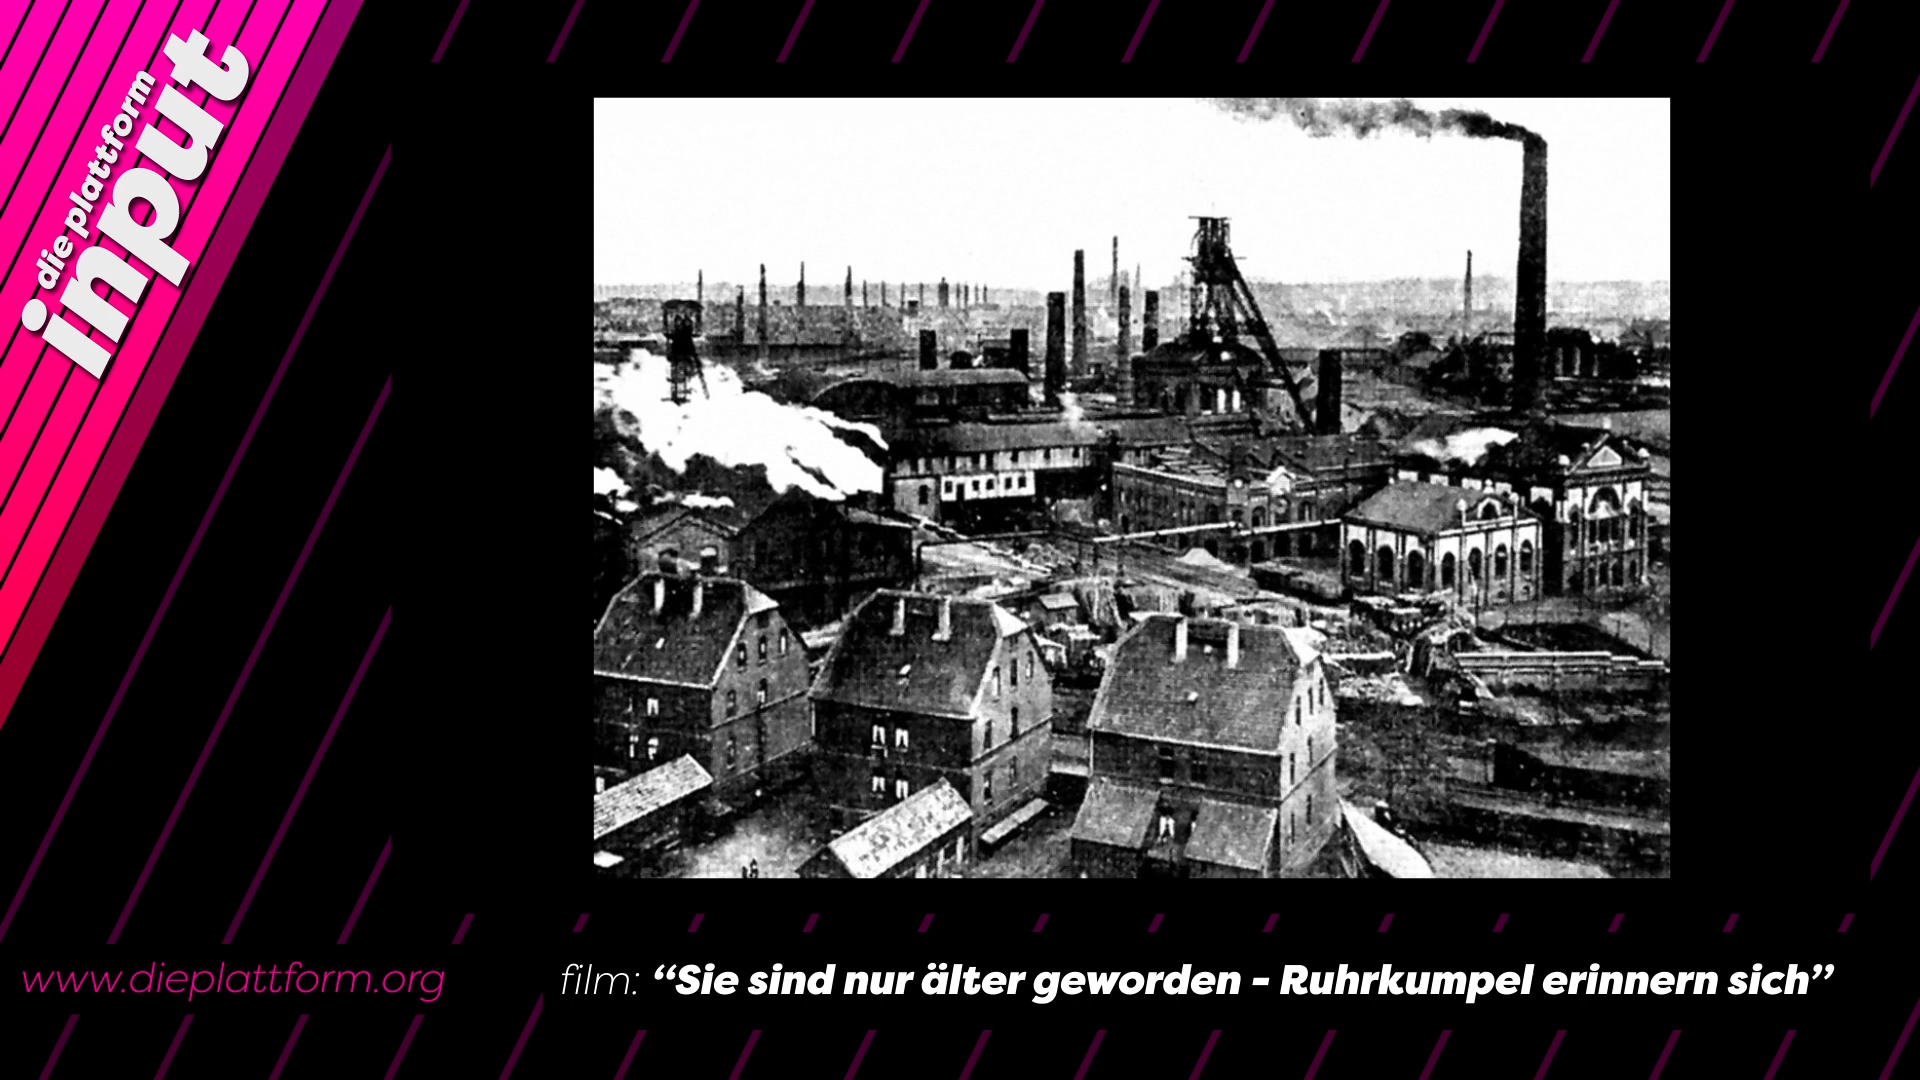 die plattform
input
www.dieplattform.org
film: “Sie sind nur älter geworden - Ruhrkumpel erinnern sich”